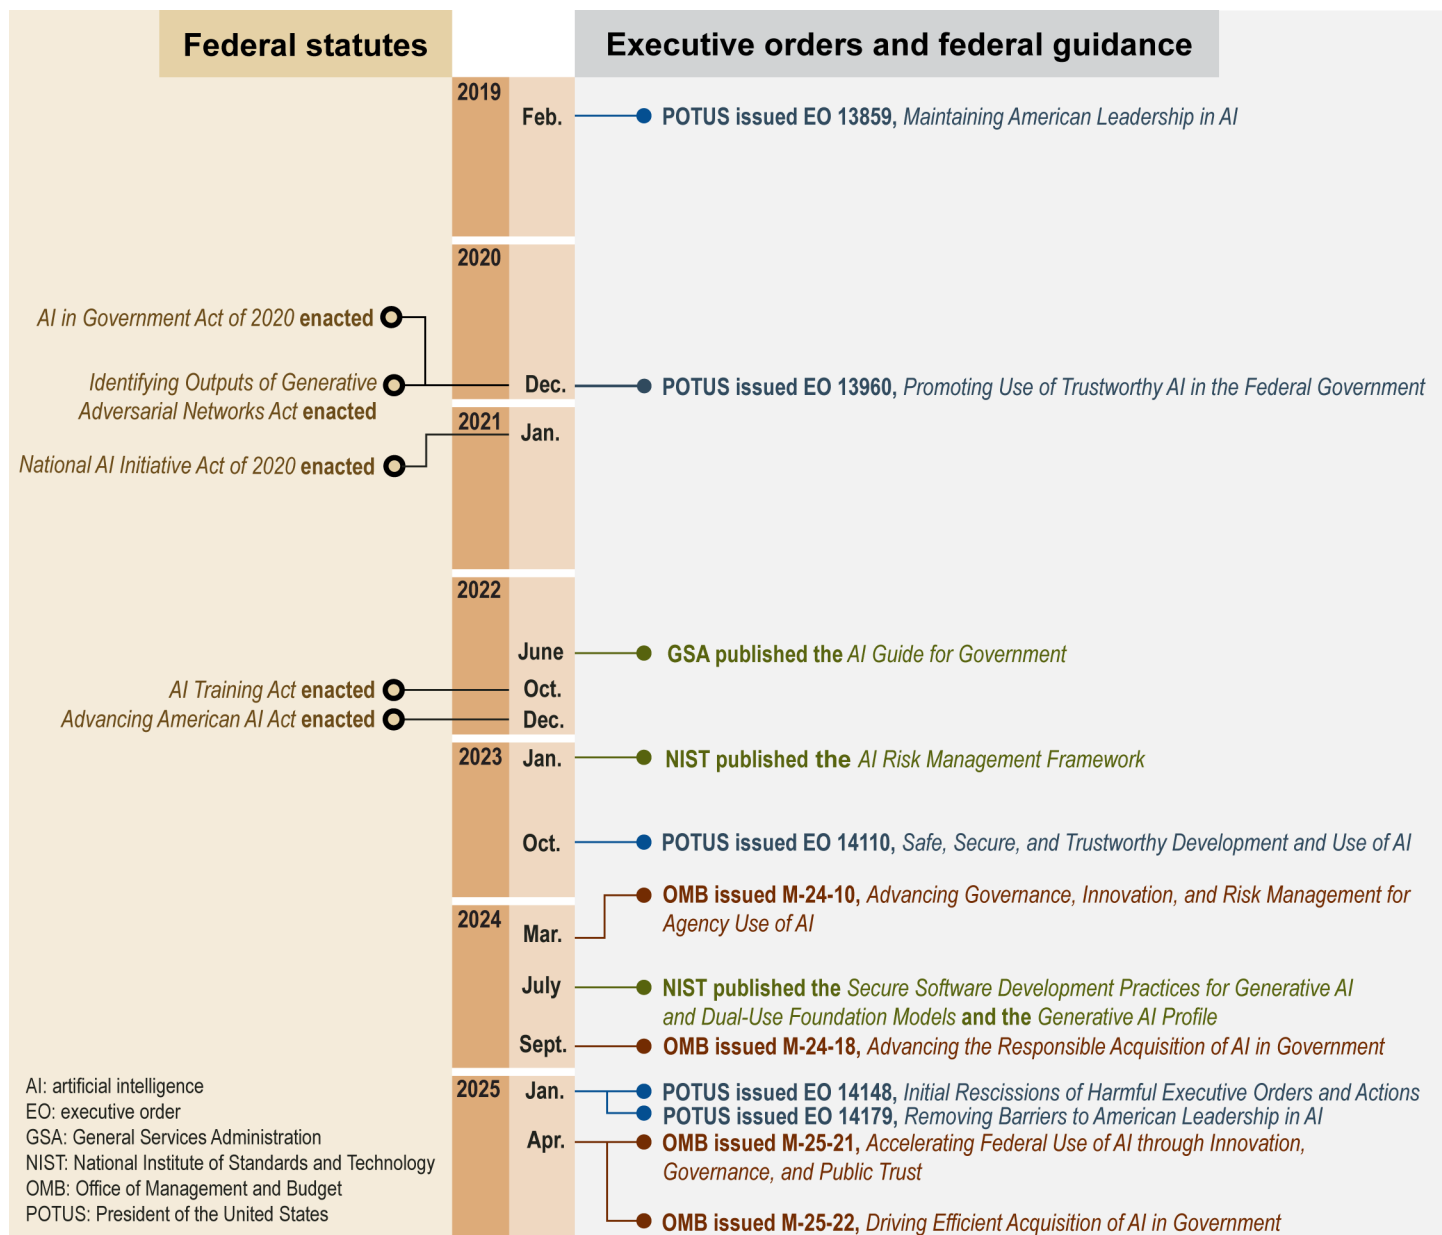 Federal statutes
Executive orders and federal guidance
2019
Feb.
POTUS issued EO 13859, Maintaining American Leadership in AI
2020
AI in Government Act of 2020 enacted
Identifying Outputs of Generative
Adversarial Networks Act enacted
Dec.
POTUS issued EO 13960, Promoting Use of Trustworthy AI in the Federal Government
2021
Jan.
National AI Initiative Act of 2020 enacted
2022
June
GSA published the AI Guide for Government
AI Training Act enacted
Oct.
Advancing American AI Act enacted
Dec.
2023
Jan.
NIST published the AI Risk Management Framework
Oct.
POTUS issued EO 14110, Safe, Secure, and Trustworthy Development and Use of AI
2024
Mar.
OMB issued M-24-10, Advancing Governance, Innovation, and Risk Management for
Agency Use of AI
July
NIST published the Secure Software Development Practices for Generative AI
and Dual-Use Foundation Models and the Generative AI Profile
Sept.
OMB issued M-24-18, Advancing the Responsible Acquisition of AI in Government
2025
Jan.
POTUS issued EO 14148, Initial Rescissions of Harmful Executive Orders and Actions
POTUS issued EO 14179, Removing Barriers to American Leadership in AI
Apr.
OMB issued M-25-21, Accelerating Federal Use of AI through Innovation,
Governance, and Public Trust
OMB issued M-25-22, Driving Efficient Acquisition of AI in Government
AI: artificial intelligence
EO: executive order
GSA: General Services Administration
NIST: National Institute of Standards and Technology
OMB: Office of Management and Budget
POTUS: President of the United States